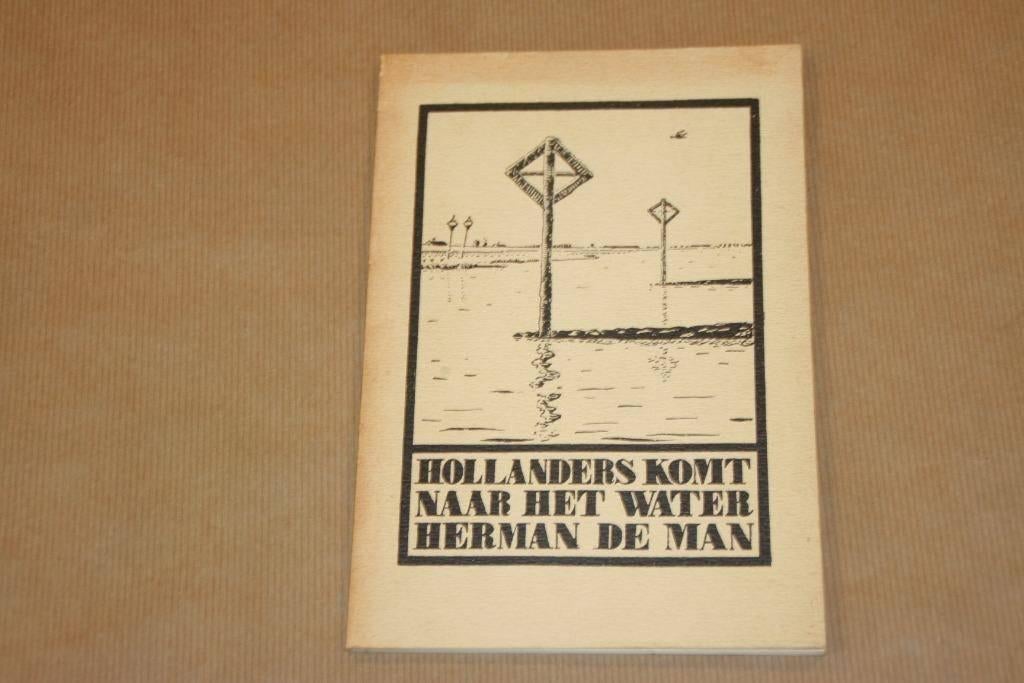 HOLLANDERS KOMT
NAAR HET WATER
HERMAN DE MAN